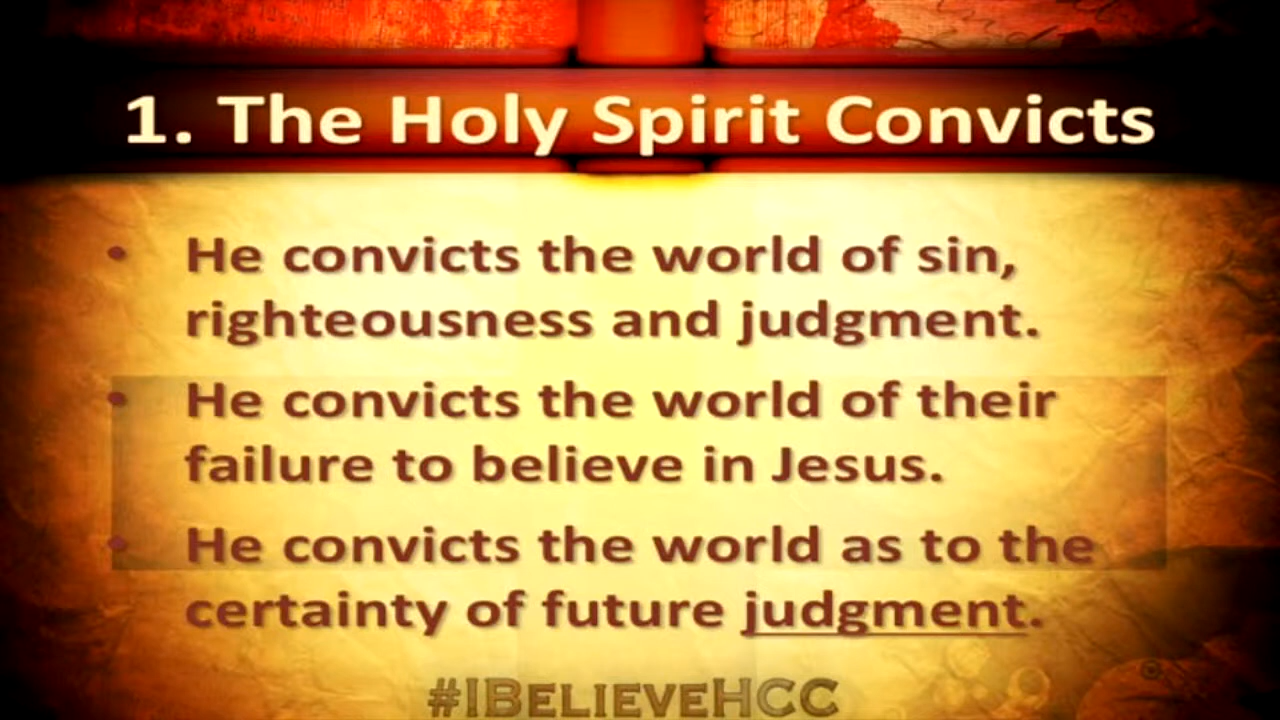 1. The Holy Spirit Convicts
• He convicts the world of sin,
righteousness and judgment.
• He convicts the world of their
failure to believe in Jesus.
• He convicts the world as to the
certainty of future judgment.
#IBELIEVEHCC